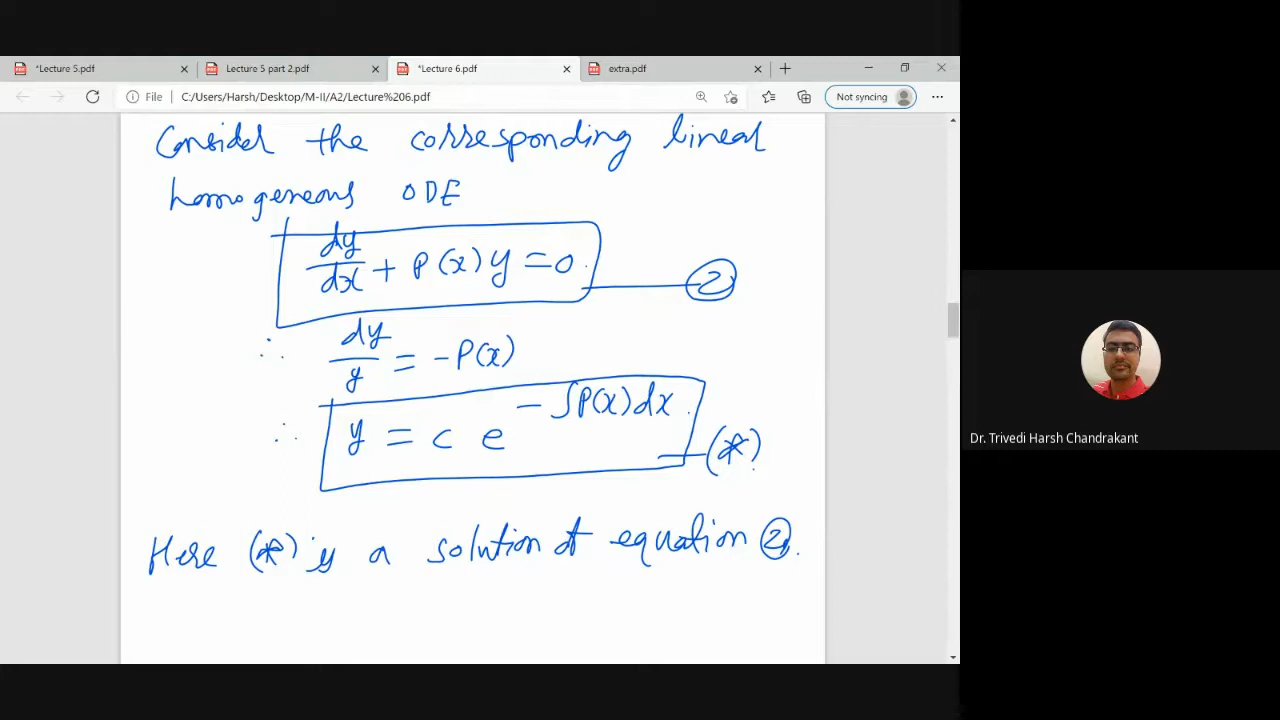 *Lecture 5.pdf
Lecture 5 part 2.pdf
*Lecture 6.pdf
extra.pdf
File
C:/Users/Harsh/Desktop/M-II/A2/Lecture%206.pdf
Not syncing
Consider the corresponding linear
homogeneous ODE
dy/dx + P(x) y = 0. ②
∴ dy/y = -P(x)
∴ y = c e^{-∫P(x)dx}. (*)
Here (*) is a solution of equation ②.
Dr. Trivedi Harsh Chandrakant